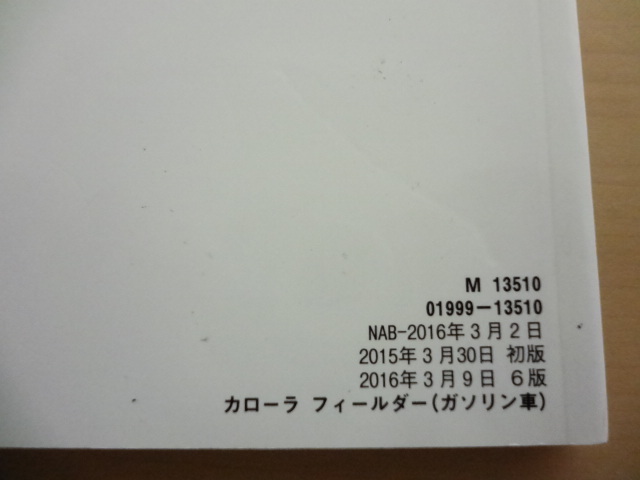 M 13510
01999-13510
NAB-2016年3月2日
2015年3月30日 初版
2016年3月9日 6版
カローラ フィールダー(ガソリン車)